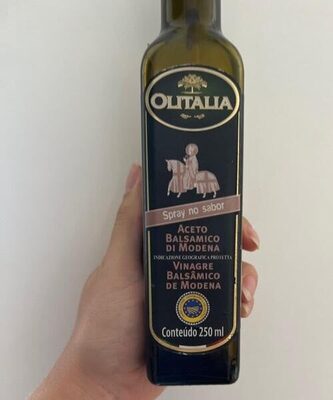 OLITALIA
Spray no sabor
ACETO
BALSAMICO
DI MODENA
INDICAZIONE GEOGRAFICA PROTETTA
VINAGRE
BALSÂMICO
DE MODENA
Conteúdo 250 ml